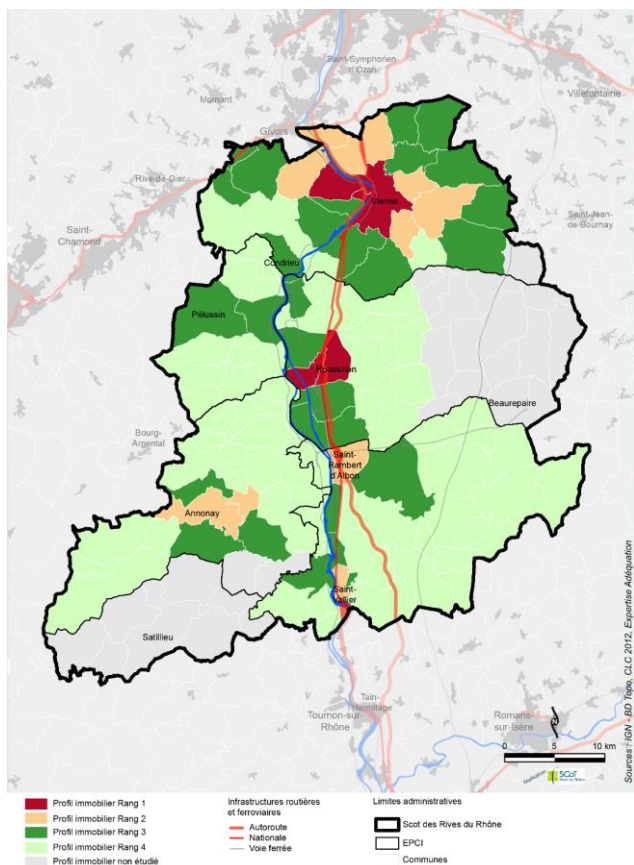 Saint-Symphorien-
d'Ozon
Mornant
Villefontaine
Givors
Rive-de-Gier
Vienne
Saint-
Chamond
Saint-Jean-
de-Bournay
Condrieu
Pélussin
Roussillon
Beaurepaire
Bourg-
Argental
Saint-
Rambert
d'Albon
Annonay
Saint-
Vallier
Satillieu
Tain-
Hermitage
Tournon-sur-
Rhône
Romans-
sur-Isère
N
0 5 10 km
Réalisation :
SCoT
Sources : IGN - BD Topo, CLC 2012, Expertise Adéquation
Profil immobilier Rang 1
Profil immobilier Rang 2
Profil immobilier Rang 3
Profil immobilier Rang 4
Profil immobilier non étudié
Infrastructures routières
et ferroviaires
Autoroute
Nationale
Voie ferrée
Limites administratives
Scot des Rives du Rhône
EPCI
Communes